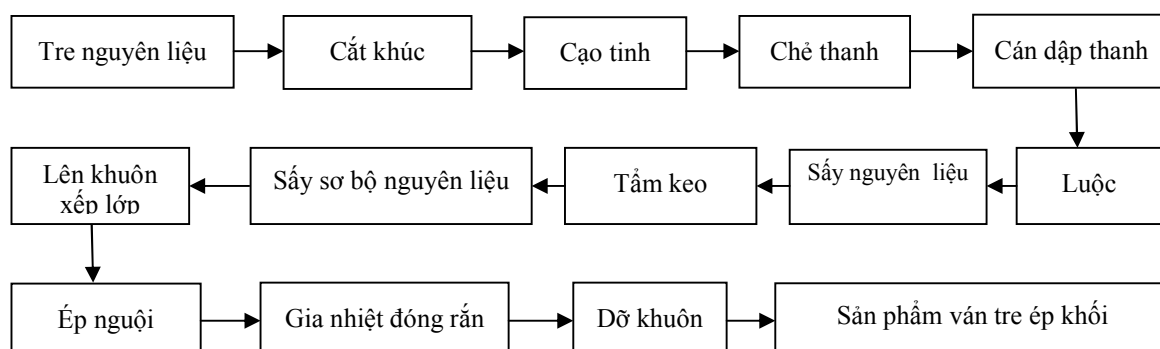 Tre nguyên liệu
Cắt khúc
Cạo tinh
Chẻ thanh
Cán dập thanh
Lên khuôn
xếp lớp
Sấy sơ bộ nguyên liệu
Tẩm keo
Sấy nguyên liệu
Luộc
Ép nguội
Gia nhiệt đóng rắn
Dỡ khuôn
Sản phẩm ván tre ép khối